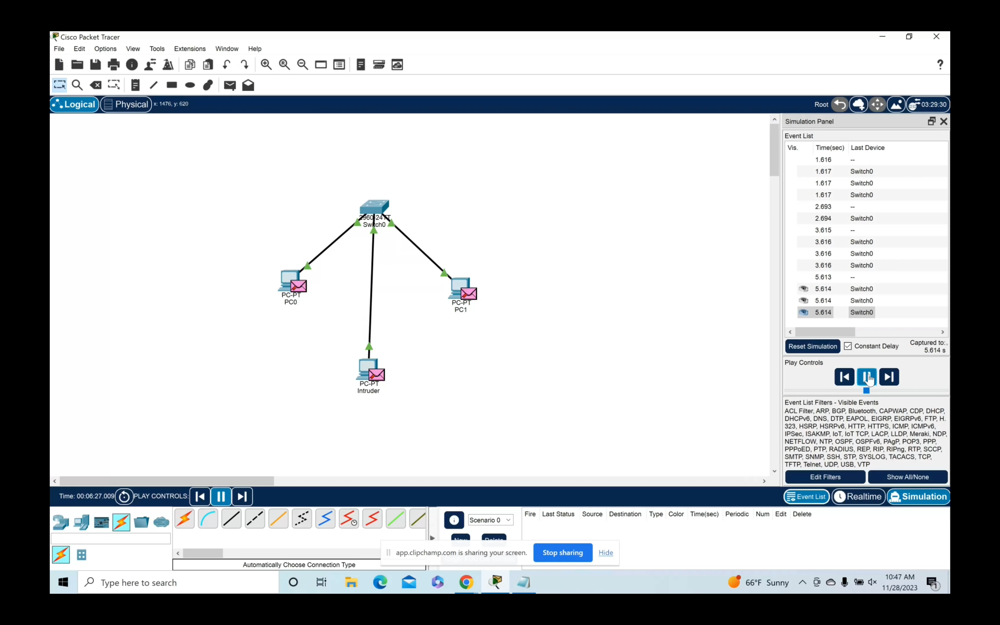 Cisco Packet Tracer
File Edit Options View Tools Extensions Window Help
Logical Physical x: 1476, y: 620
Root 03:29:30
Simulation Panel
Event List
Vis. Time(sec) Last Device
1.616 --
1.617 Switch0
1.617 Switch0
1.617 Switch0
2.693 --
2.694 Switch0
3.615 --
3.616 Switch0
3.616 Switch0
3.616 Switch0
5.613 --
5.614 Switch0
5.614 Switch0
5.614 Switch0
Reset Simulation Constant Delay Captured to:
5.614 s
Play Controls
Event List Filters - Visible Events
ACL Filter, ARP, BGP, Bluetooth, CAPWAP, CDP, DHCP,
DHCPv6, DNS, DTP, EAPOL, EIGRP, EIGRPv6, FTP, H.
323, HSRP, HSRPv6, HTTP, HTTPS, ICMP, ICMPv6,
IPSec, ISAKMP, IoT, IoT TCP, LACP, LLDP, Meraki, NDP,
NETFLOW, NTP, OSPF, OSPFv6, PAgP, POP3, PPP,
PPPoED, PTP, RADIUS, REP, RIP, RIPng, RTP, SCCP,
SMTP, SNMP, SSH, STP, SYSLOG, TACACS, TCP,
TFTP, Telnet, UDP, USB, VTP
Edit Filters Show All/None
2960-24TT
Switch0
PC-PT
PC0
PC-PT
PC1
PC-PT
Intruder
Time: 00:06:27.009 PLAY CONTROLS:
Event List Realtime Simulation
Scenario 0
New Delete
Fire Last Status Source Destination Type Color Time(sec) Periodic Num Edit Delete
app.clipchamp.com is sharing your screen. Stop sharing Hide
Automatically Choose Connection Type
Type here to search
66°F Sunny
10:47 AM
11/28/2023
1